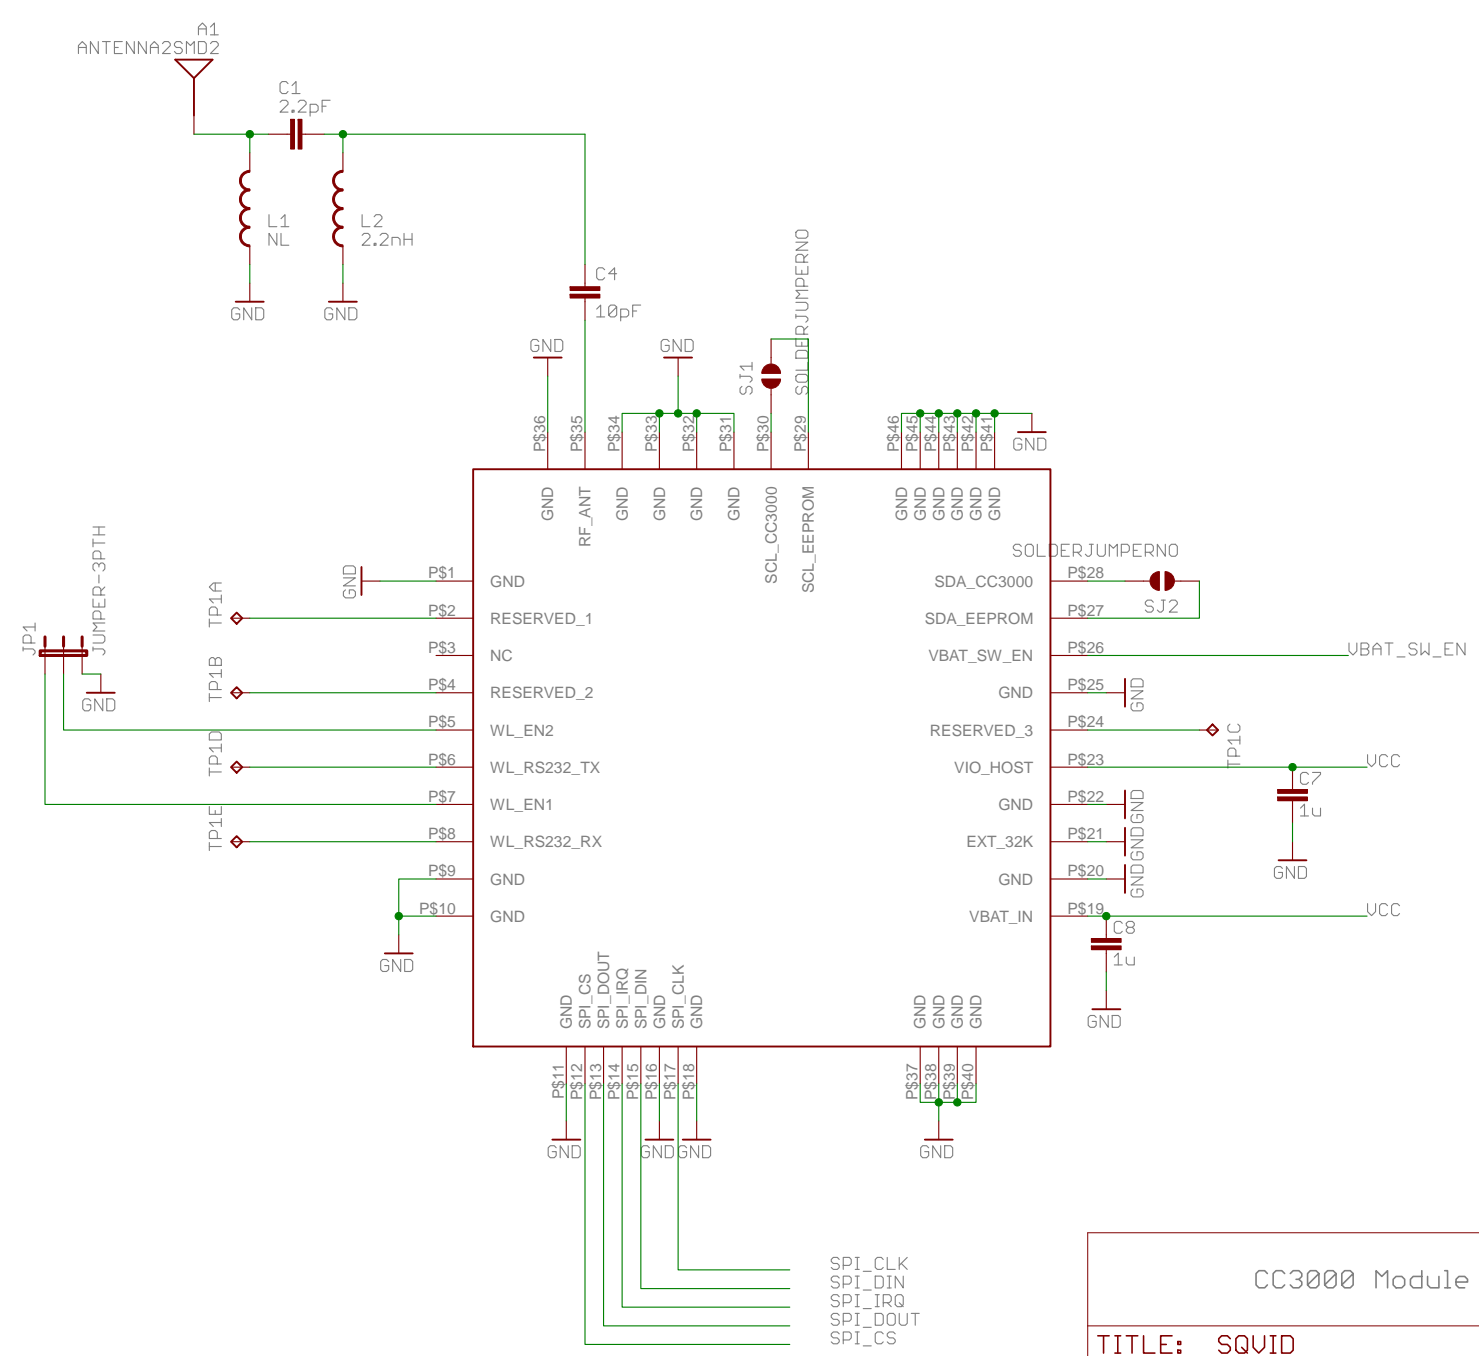 A1
ANTENNA2SMD2
C1
2.2pF
L1
NL
L2
2.2nH
GND
GND
C4
10pF
SOLDERJUMPERNO
SJ1
GND
GND
GND
P$36
P$35
P$34
P$33
P$32
P$31
P$30
P$29
P$46
P$45
P$44
P$43
P$42
P$41
GND
RF_ANT
GND
GND
GND
GND
SCL_CC3000
SCL_EEPROM
GND
GND
GND
GND
GND
GND
JP1
JUMPER-3PTH
GND
GND
P$1
GND
TP1A
P$2
RESERVED_1
P$3
NC
TP1B
P$4
RESERVED_2
P$5
WL_EN2
TP1D
P$6
WL_RS232_TX
P$7
WL_EN1
TP1E
P$8
WL_RS232_RX
P$9
GND
P$10
GND
GND
SOLDERJUMPERNO
SDA_CC3000
P$28
SJ2
SDA_EEPROM
P$27
VBAT_SW_EN
P$26
VBAT_SW_EN
GND
P$25
GND
RESERVED_3
P$24
TP1C
VIO_HOST
P$23
VCC
C7
1u
GND
GND
P$22
GND
EXT_32K
P$21
GND
GND
P$20
GND
VBAT_IN
P$19
VCC
C8
1u
GND
GND
SPI_CS
SPI_DOUT
SPI_IRQ
SPI_DIN
GND
SPI_CLK
GND
GND
GND
GND
GND
P$11
P$12
P$13
P$14
P$15
P$16
P$17
P$18
P$37
P$38
P$39
P$40
GND
GND
GND
GND
SPI_CLK
SPI_DIN
SPI_IRQ
SPI_DOUT
SPI_CS
CC3000 Module
TITLE: SQVID